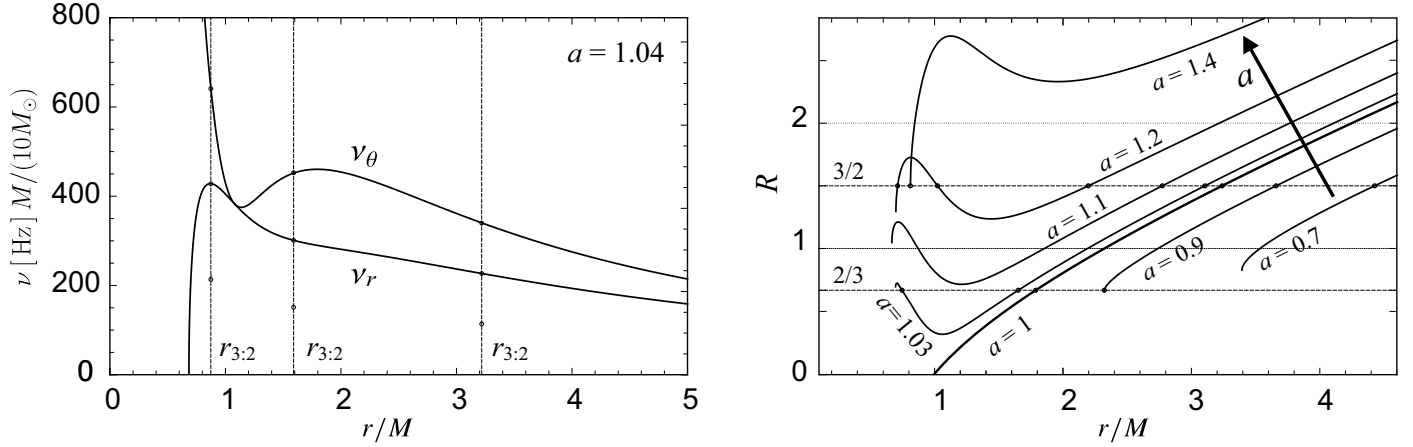 800
600
400
200
0
ν [Hz] M/(10M⊙)
a = 1.04
νθ
νr
r3:2 r3:2 r3:2
0 1 2 3 4 5
r/M
2
1
0
R
3/2
2/3
a = 1.4
a
a = 1.2
a = 1.1
a = 0.9
a = 0.7
a = 1.03
a = 1
1 2 3 4
r/M